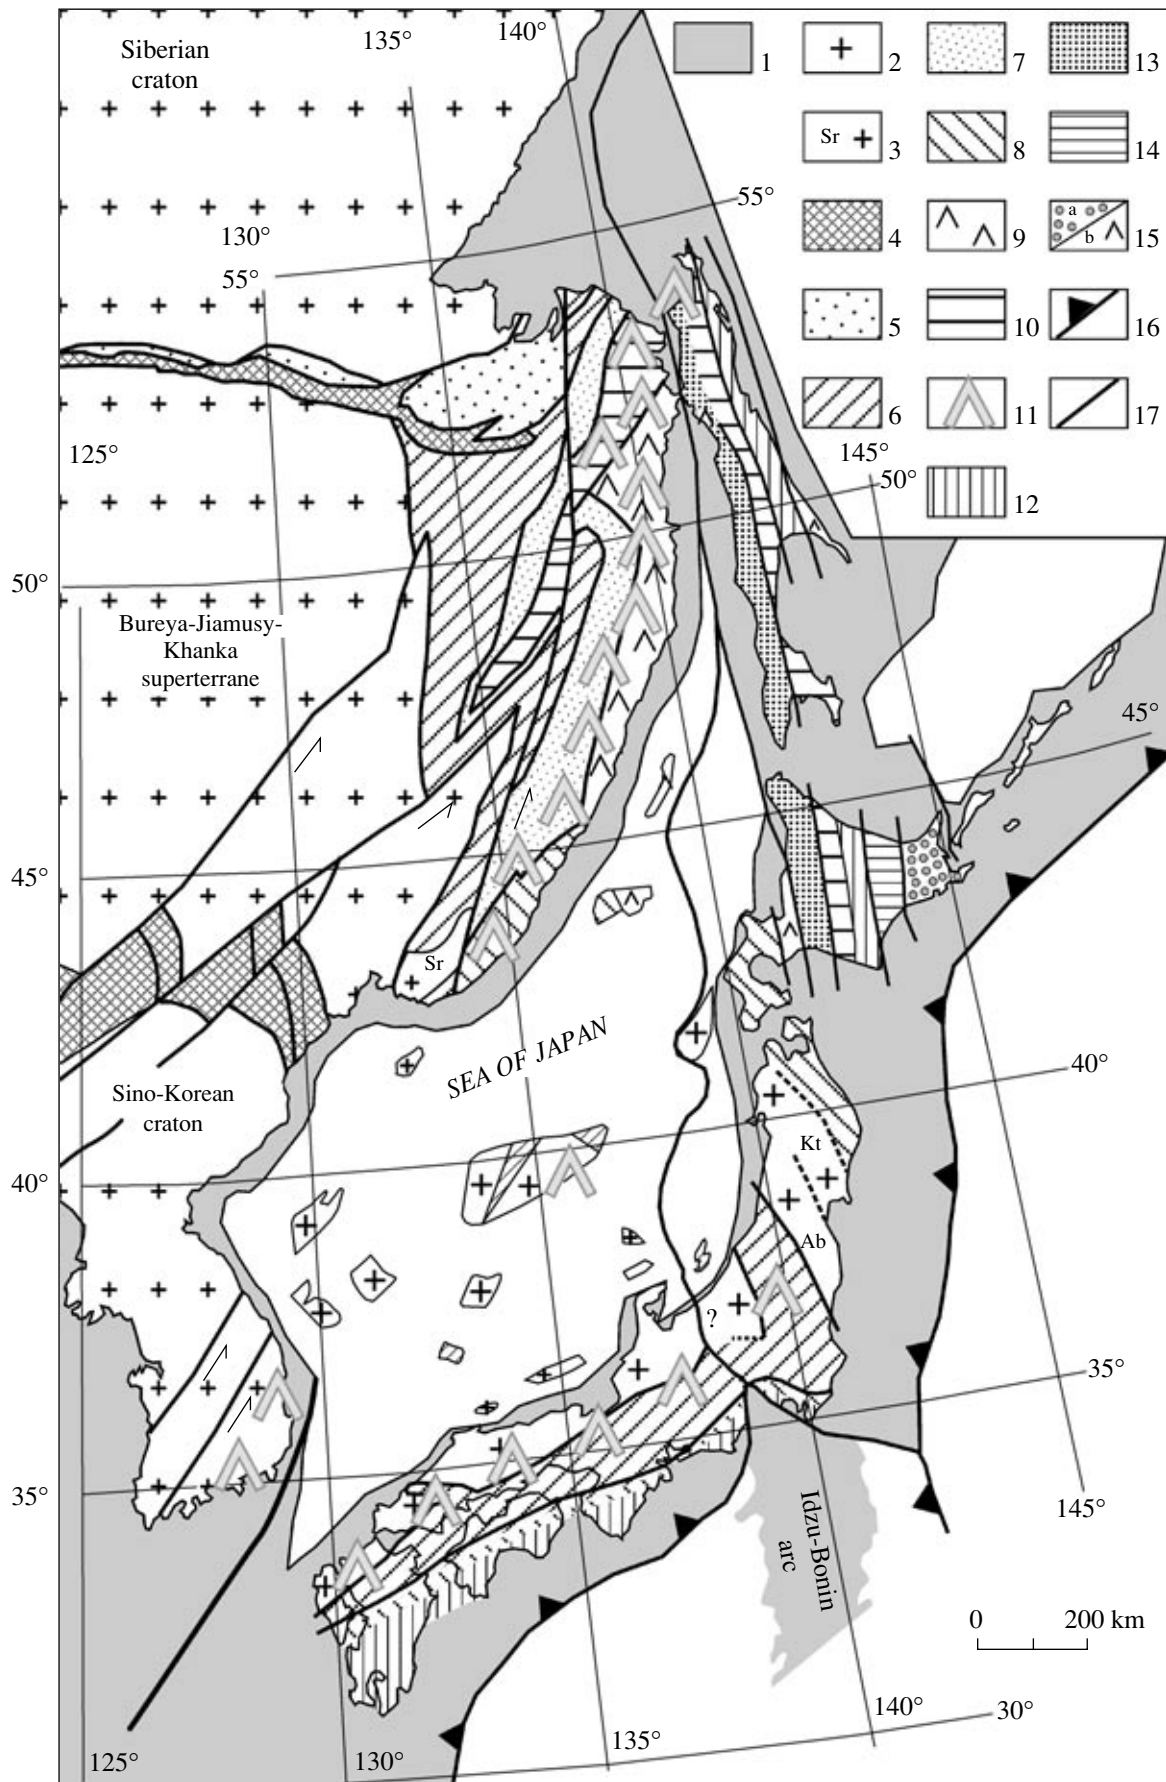 Siberian
craton
135°
140°
1
2
7
13
Sr
3
8
14
4
9
a
b
15
5
10
16
6
11
17
12
130°
55°
55°
125°
145°
50°
50°
Bureya-Jiamusy-
Khanka
superterrane
45°
45°
Sr
SEA OF JAPAN
Sino-Korean
craton
40°
40°
Kt
Ab
?
35°
35°
Idzu-Bonin
arc
145°
0 200 km
125°
130°
135°
140°
30°